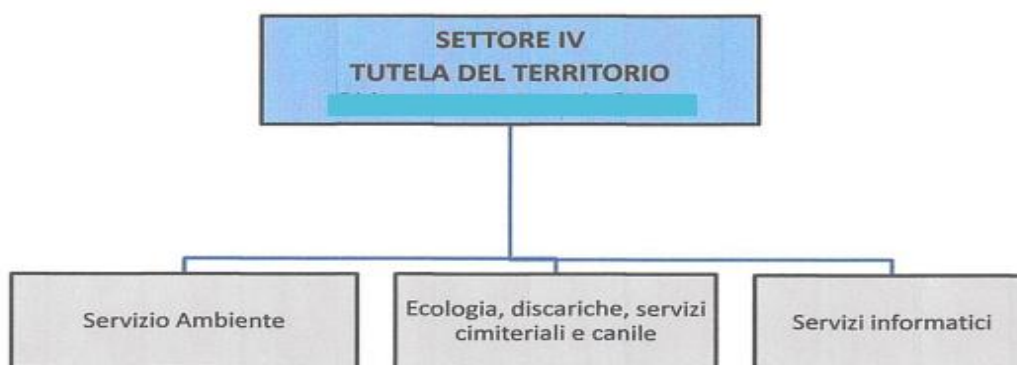 SETTORE IV
TUTELA DEL TERRITORIO
Servizio Ambiente
Ecologia, discariche, servizi
cimiteriali e canile
Servizi informatici